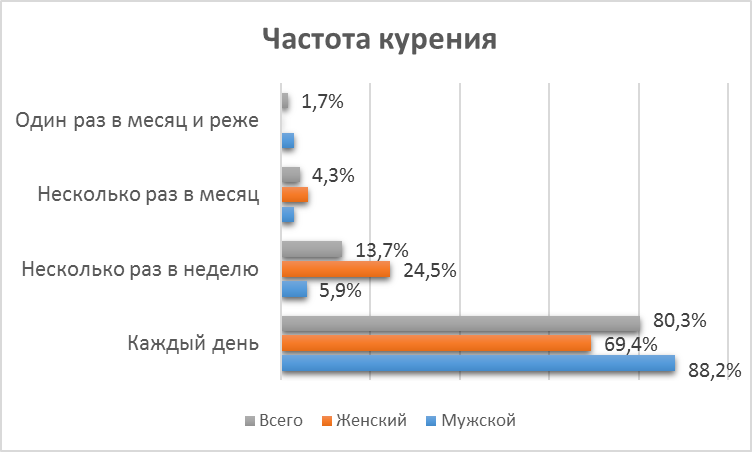 Частота курения
Один раз в месяц и реже
1,7%
Несколько раз в месяц
4,3%
Несколько раз в неделю
13,7%
24,5%
5,9%
Каждый день
80,3%
69,4%
88,2%
Всего Женский Мужской